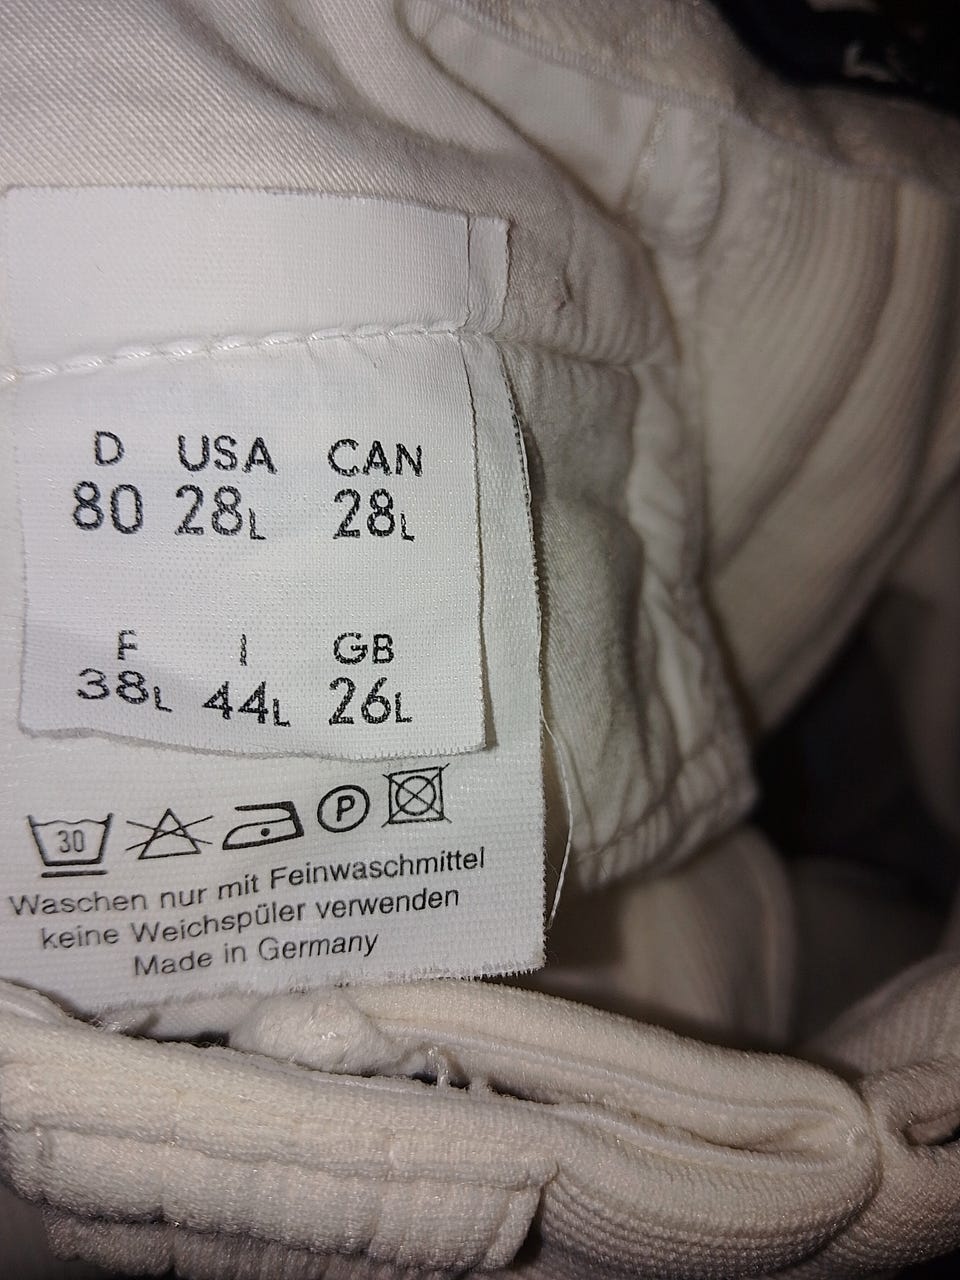 D USA CAN
80 28L 28L
F I GB
38L 44L 26L
30 P
Waschen nur mit Feinwaschmittel
keine Weichspüler verwenden
Made in Germany